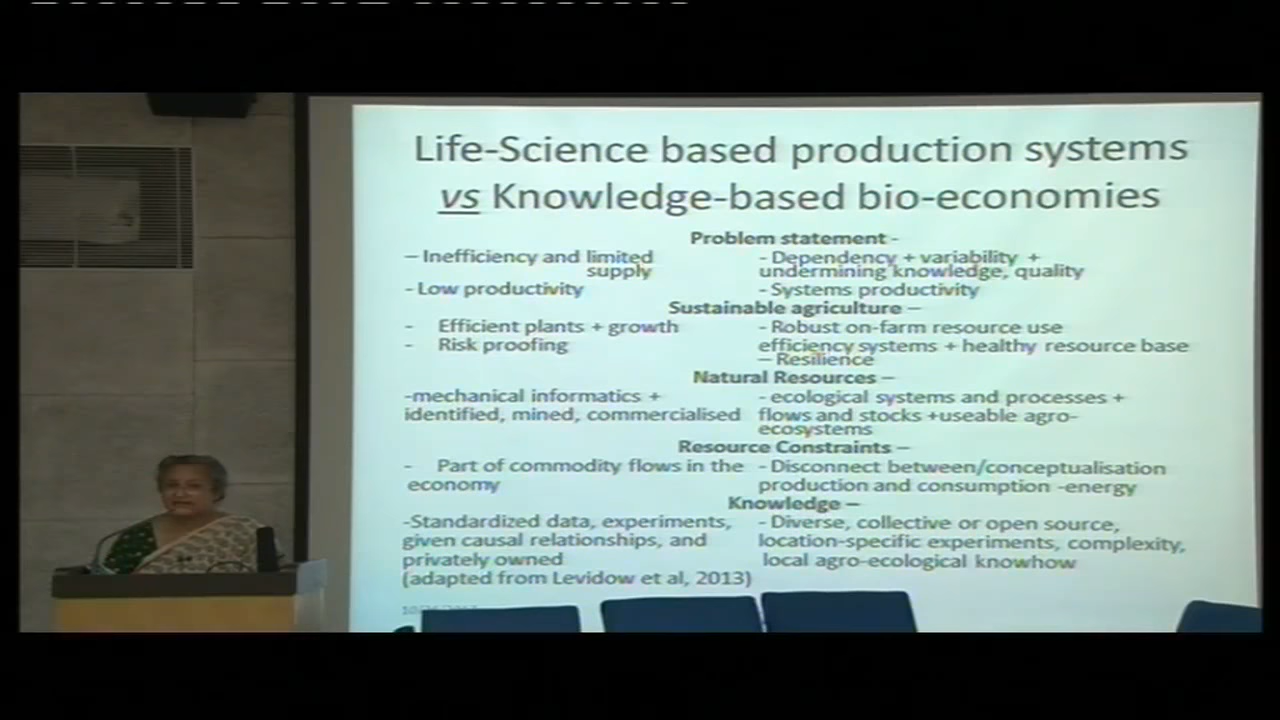 Life-Science based production systems
vs Knowledge-based bio-economies
Problem statement -
– Inefficiency and limited
supply
- Low productivity
- Dependency + variability +
undermining knowledge, quality
- Systems productivity
Sustainable agriculture –
- Efficient plants + growth
- Risk proofing
- Robust on-farm resource use
efficiency systems + healthy resource base
– Resilience
Natural Resources –
-mechanical informatics +
identified, mined, commercialised
- ecological systems and processes +
flows and stocks +useable agro-
ecosystems
Resource Constraints –
- Part of commodity flows in the
economy
- Disconnect between/conceptualisation
production and consumption -energy
Knowledge –
-Standardized data, experiments,
given causal relationships, and
privately owned
(adapted from Levidow et al, 2013)
- Diverse, collective or open source,
location-specific experiments, complexity,
local agro-ecological knowhow